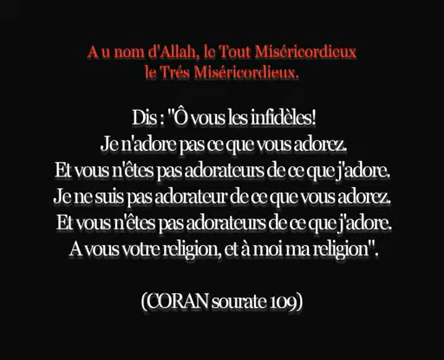 A u nom d'Allah, le Tout Miséricordieux
le Trés Miséricordieux.
Dis : "Ô vous les infidèles!
Je n'adore pas ce que vous adorez.
Et vous n'êtes pas adorateurs de ce que j'adore.
Je ne suis pas adorateur de ce que vous adorez.
Et vous n'êtes pas adorateurs de ce que j'adore.
A vous votre religion, et à moi ma religion".
(CORAN sourate 109)